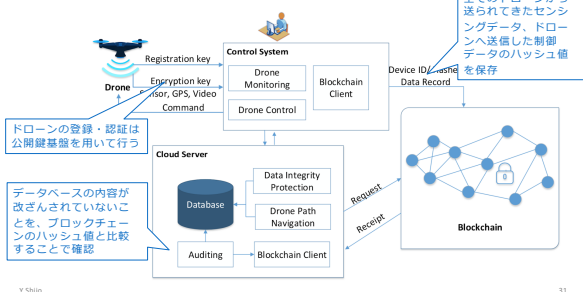 送られてきたセンシ
ングデータ、ドロー
ンへ送信した制御
データのハッシュ値
を保存
Control System
Registration key
Encryption key
Sensor, GPS, Video
Command
Drone
Drone
Monitoring
Drone Control
Blockchain
Client
Device ID/
Data Record
ドローンの登録・認証は
公開鍵基盤を用いて行う
Cloud Server
データベースの内容が
改ざんされていないこ
とを、ブロックチェー
ンのハッシュ値と比較
することで確認
Database
Data Integrity
Protection
Drone Path
Navigation
Auditing
Blockchain Client
Request
Receipt
Blockchain
Y.Shijo
31